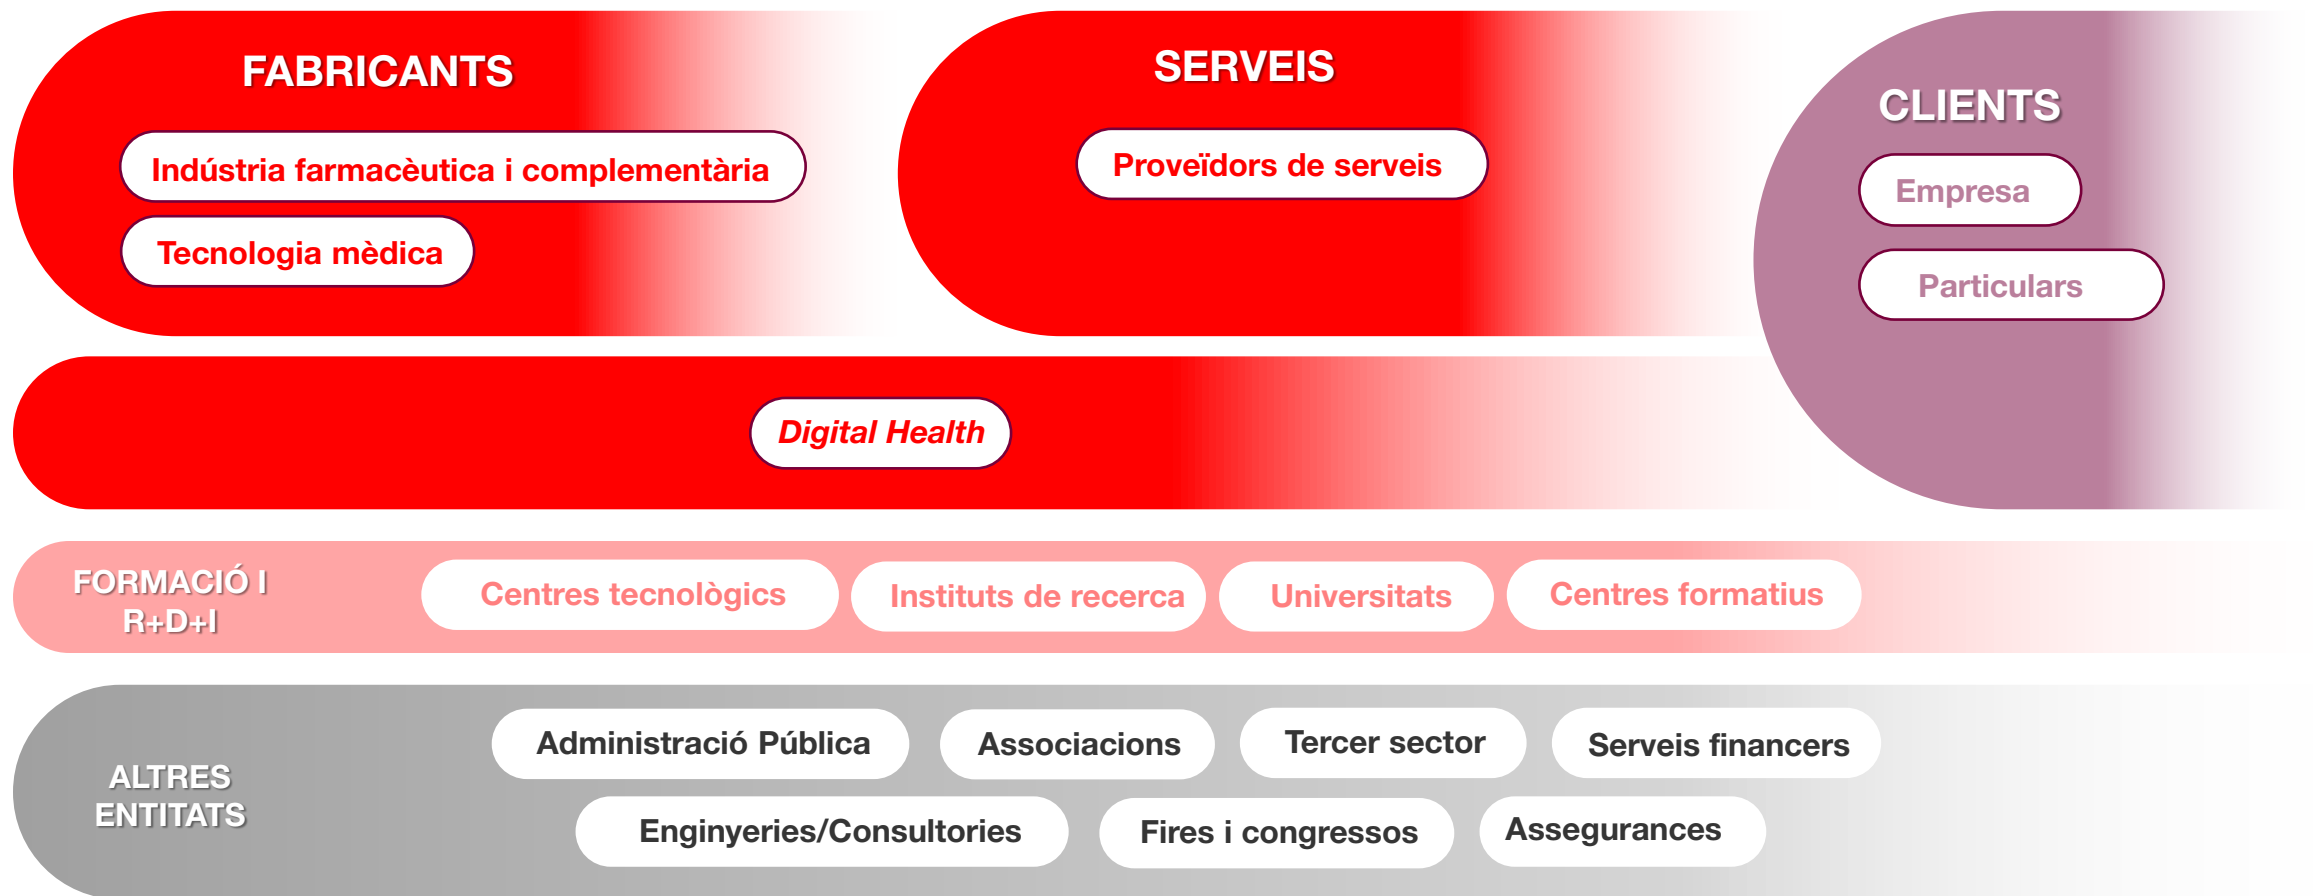 FABRICANTS
Indústria farmacèutica i complementària
Tecnologia mèdica
SERVEIS
Proveïdors de serveis
CLIENTS
Empresa
Particulars
Digital Health
FORMACIÓ I
R+D+I
Centres tecnològics
Instituts de recerca
Universitats
Centres formatius
ALTRES
ENTITATS
Administració Pública
Associacions
Tercer sector
Serveis financers
Enginyeries/Consultories
Fires i congressos
Assegurances